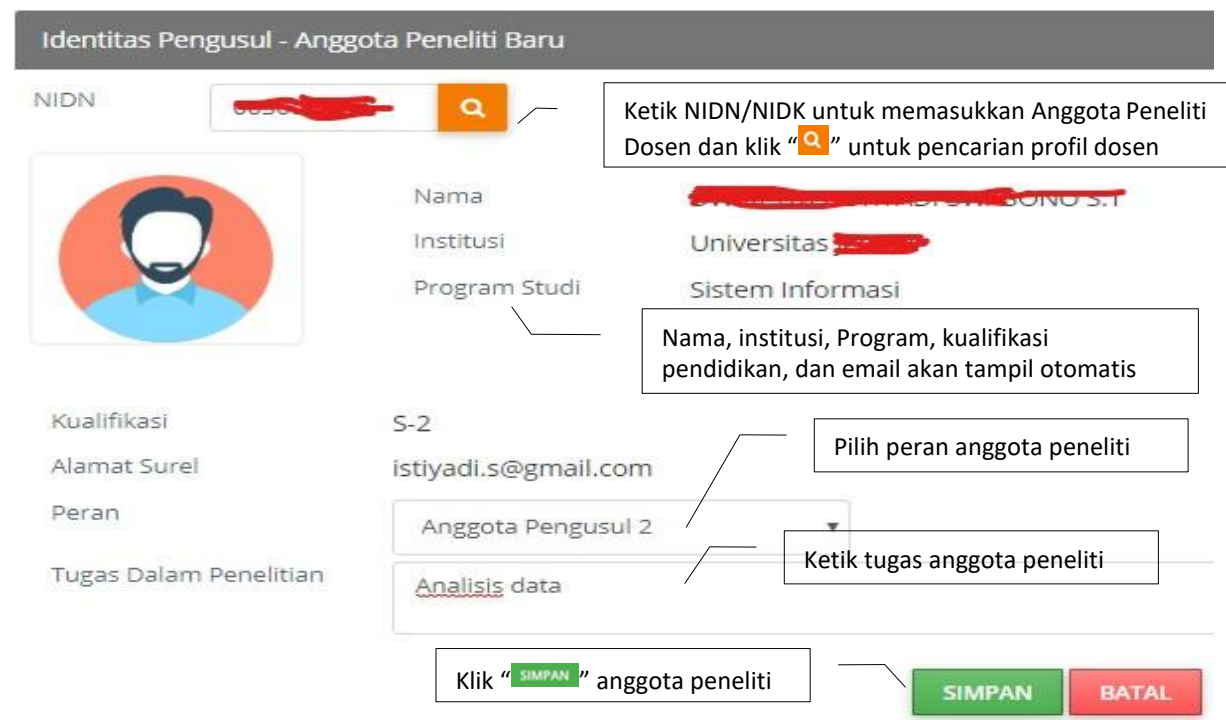 Identitas Pengusul - Anggota Peneliti Baru
NIDN
Ketik NIDN/NIDK untuk memasukkan Anggota Peneliti
Dosen dan klik “ ” untuk pencarian profil dosen
Nama
S.T
Institusi Universitas
Program Studi Sistem Informasi
Nama, institusi, Program, kualifikasi
pendidikan, dan email akan tampil otomatis
Kualifikasi S-2
Pilih peran anggota peneliti
Alamat Surel istiyadi.s@gmail.com
Peran Anggota Pengusul 2
Ketik tugas anggota peneliti
Tugas Dalam Penelitian Analisis data
Klik “ SIMPAN ” anggota peneliti
SIMPAN BATAL